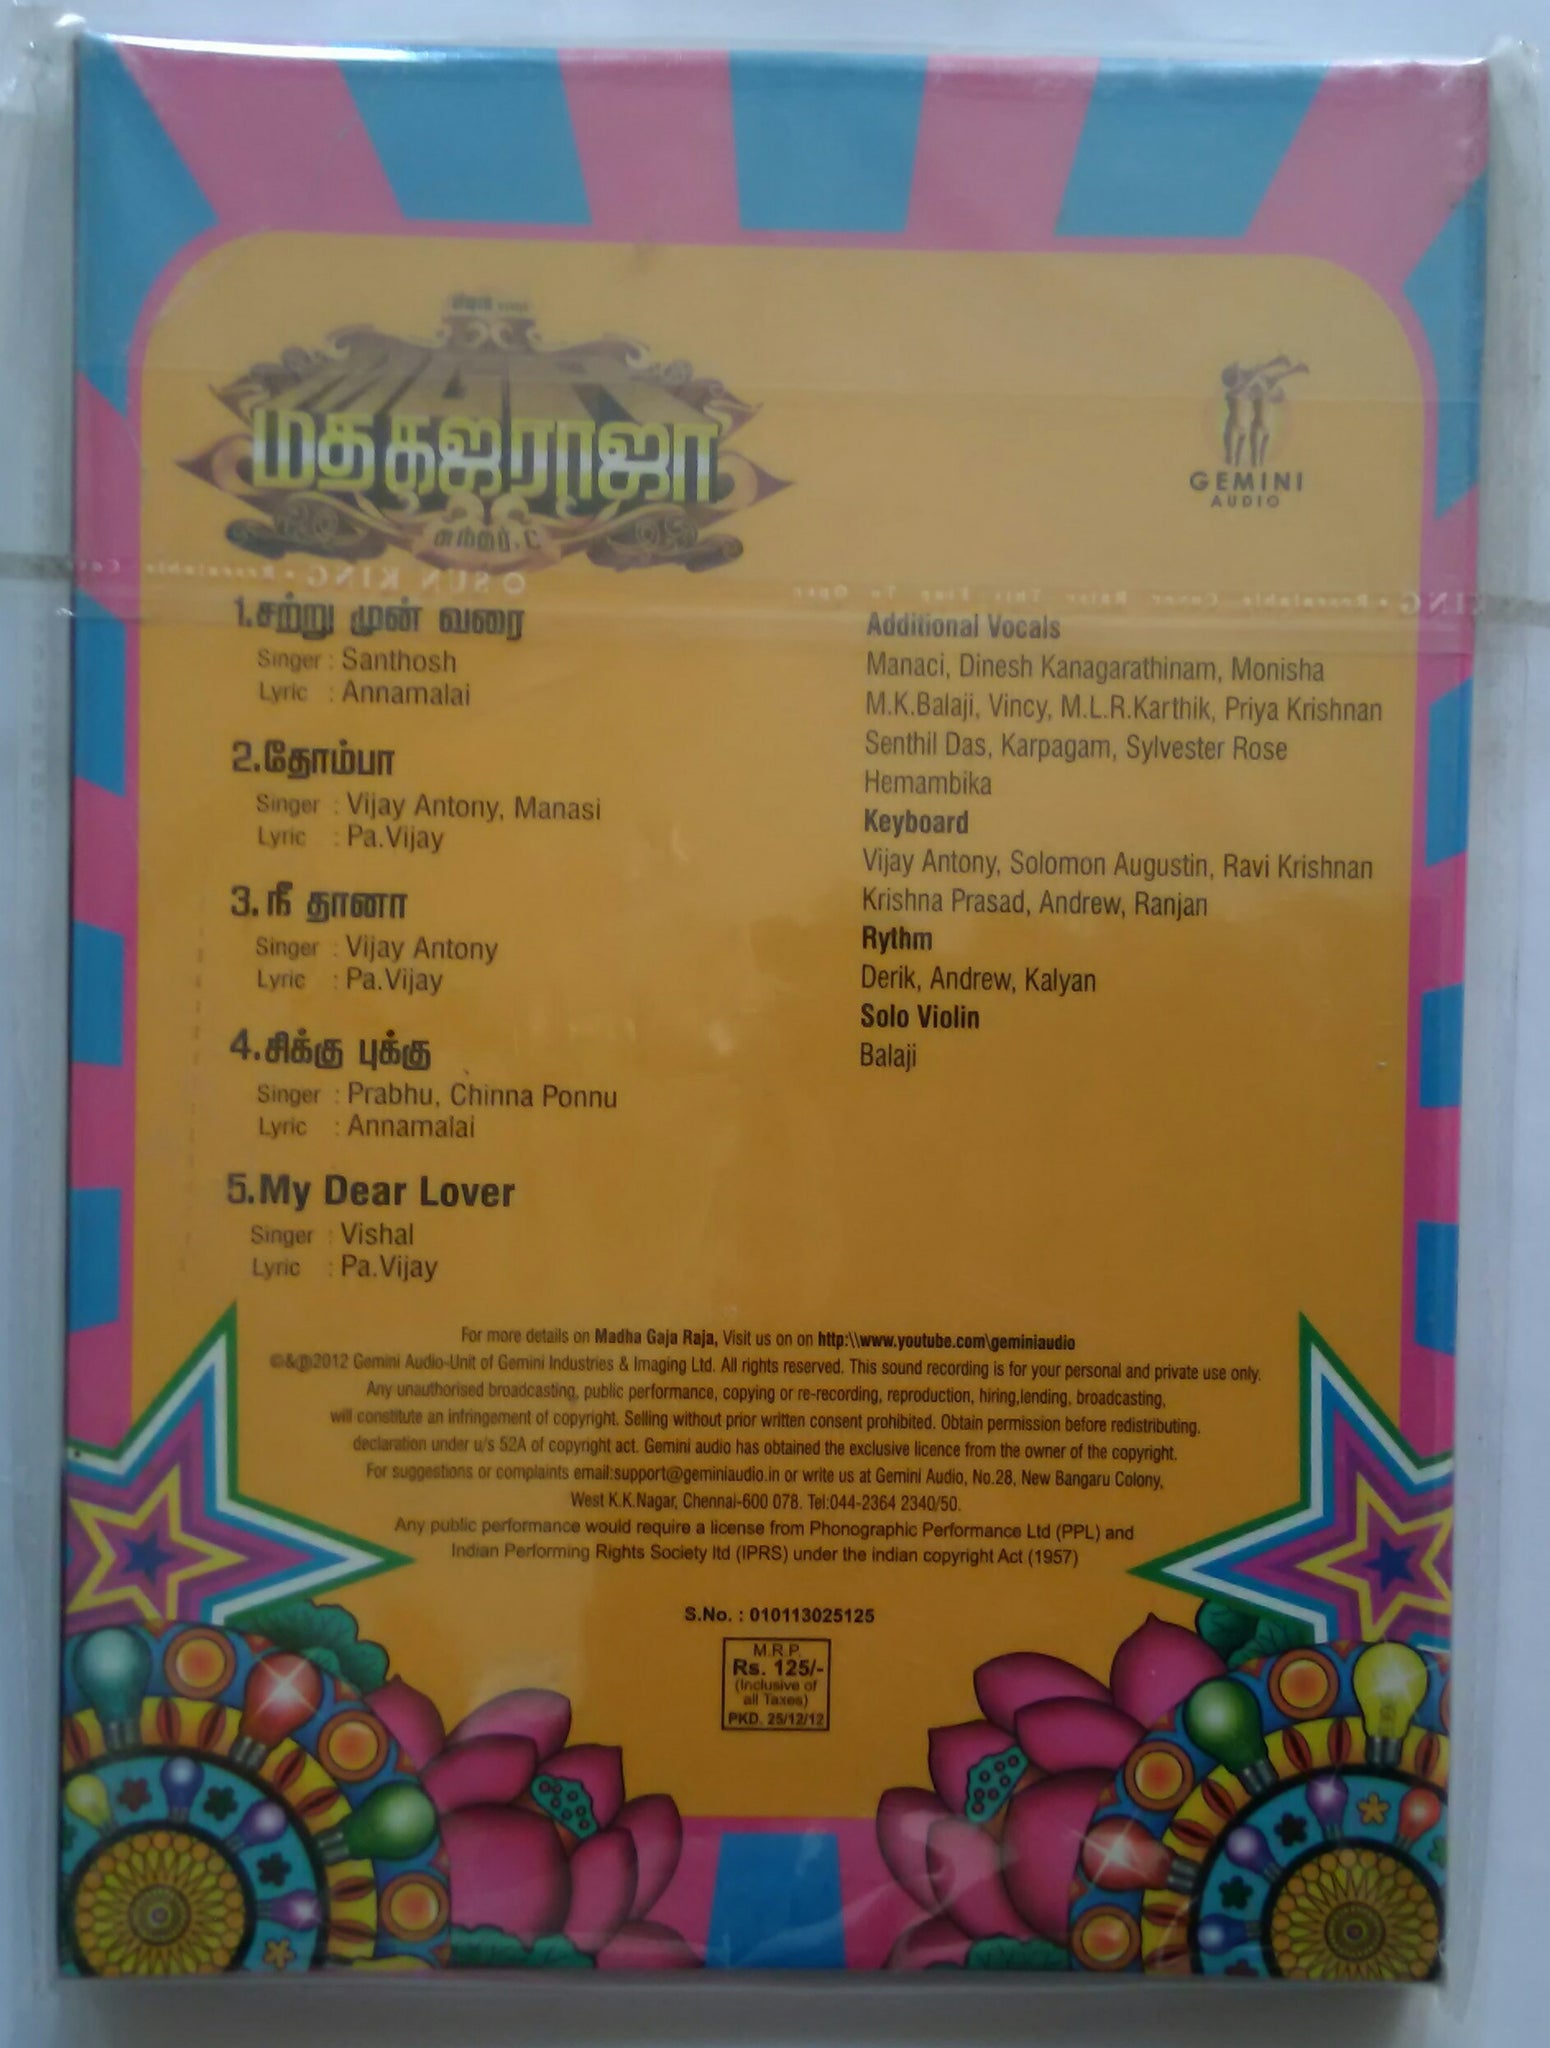 MGR
மதகஜராஜா
சுந்தர்.C
GEMINI
AUDIO
SUN KING • Resealable
1.சற்று முன் வரை
Singer : Santhosh
Lyric : Annamalai
2.தோம்பா
Singer : Vijay Antony, Manasi
Lyric : Pa.Vijay
3.நீ தானா
Singer : Vijay Antony
Lyric : Pa.Vijay
4.சிக்கு புக்கு
Singer : Prabhu, Chinna Ponnu
Lyric : Annamalai
5.My Dear Lover
Singer : Vishal
Lyric : Pa.Vijay
Additional Vocals
Manaci, Dinesh Kanagarathinam, Monisha
M.K.Balaji, Vincy, M.L.R.Karthik, Priya Krishnan
Senthil Das, Karpagam, Sylvester Rose
Hemambika
Keyboard
Vijay Antony, Solomon Augustin, Ravi Krishnan
Krishna Prasad, Andrew, Ranjan
Rythm
Derik, Andrew, Kalyan
Solo Violin
Balaji
For more details on Madha Gaja Raja, Visit us on on http:\\www.youtube.com\geminiaudio
©&℗2012 Gemini Audio-Unit of Gemini Industries & Imaging Ltd. All rights reserved. This sound recording is for your personal and private use only.
Any unauthorised broadcasting, public performance, copying or re-recording, reproduction, hiring,lending, broadcasting,
will constitute an infringement of copyright. Selling without prior written consent prohibited. Obtain permission before redistributing.
declaration under u/s 52A of copyright act. Gemini audio has obtained the exclusive licence from the owner of the copyright.
For suggestions or complaints email:support@geminiaudio.in or write us at Gemini Audio, No.28, New Bangaru Colony,
West K.K.Nagar, Chennai-600 078. Tel:044-2364 2340/50.
Any public performance would require a license from Phonographic Performance Ltd (PPL) and
Indian Performing Rights Society ltd (IPRS) under the indian copyright Act (1957)
S.No. : 010113025125
M.R.P.
Rs. 125/-
(Inclusive of
all Taxes)
PKD. 25/12/12